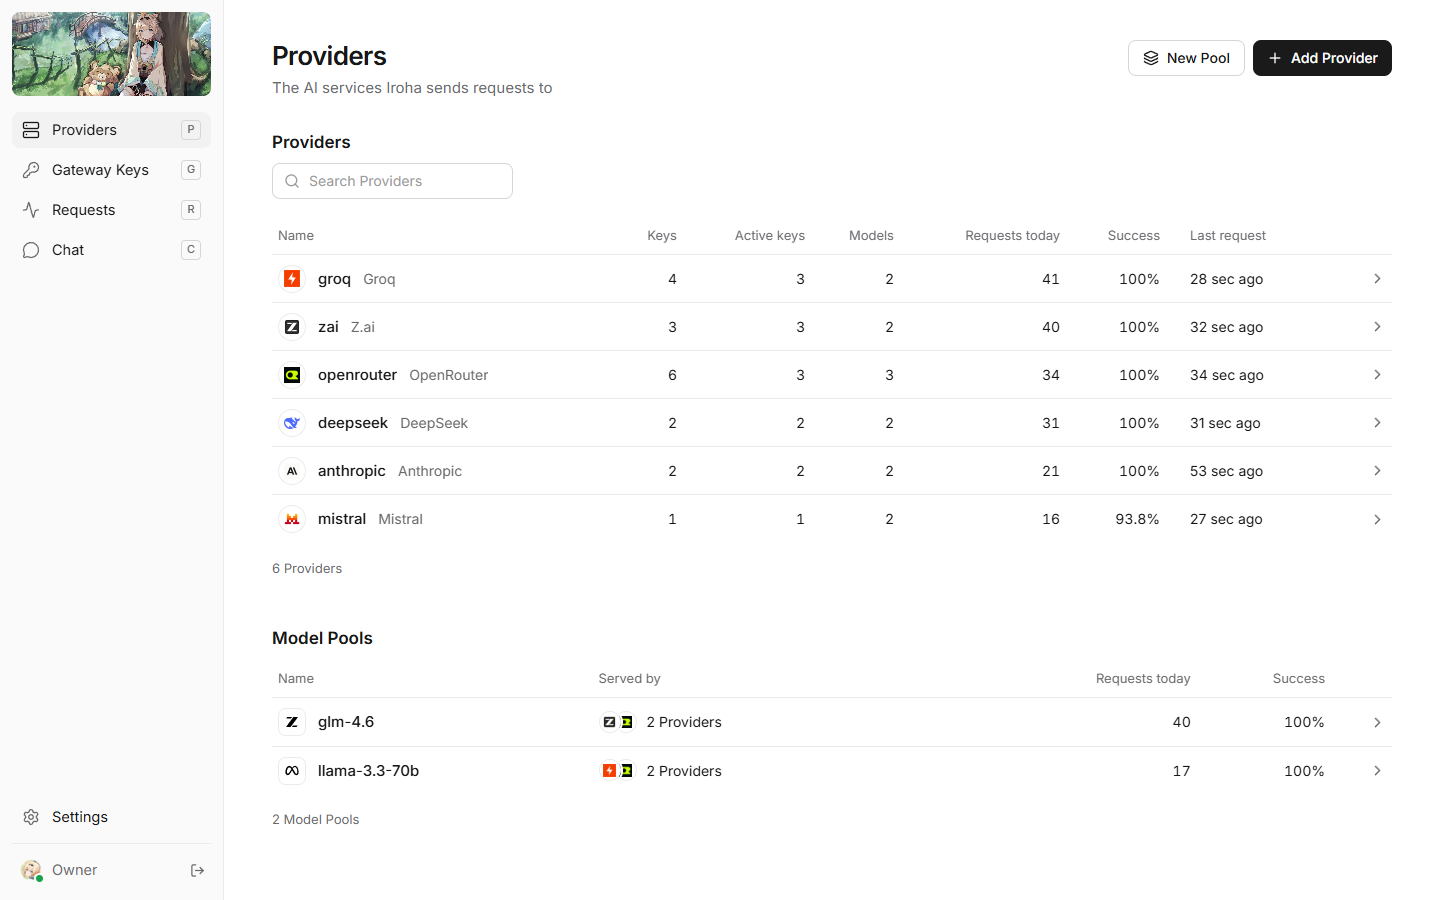 Providers
The AI services Iroha sends requests to
New Pool
Add Provider
Providers P
Gateway Keys G
Requests R
Chat C
Settings
Owner
Providers
Search Providers
Name Keys Active keys Models Requests today Success Last request
groq Groq 4 3 2 41 100% 28 sec ago
zai Z.ai 3 3 2 40 100% 32 sec ago
openrouter OpenRouter 6 3 3 34 100% 34 sec ago
deepseek DeepSeek 2 2 2 31 100% 31 sec ago
anthropic Anthropic 2 2 2 21 100% 53 sec ago
mistral Mistral 1 1 2 16 93.8% 27 sec ago
6 Providers
Model Pools
Name Served by Requests today Success
glm-4.6 2 Providers 40 100%
llama-3.3-70b 2 Providers 17 100%
2 Model Pools